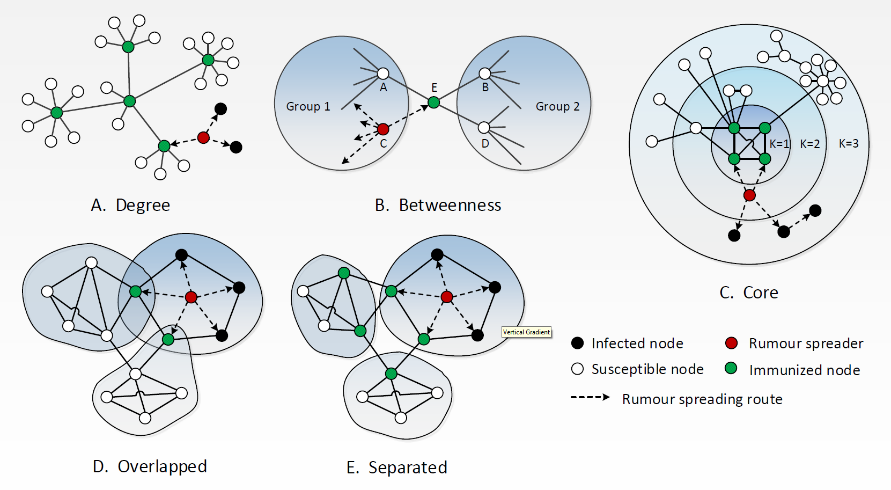 A. Degree
Group 1
A
E
B
Group 2
C
D
B. Betweenness
K=1
K=2
K=3
C. Core
D. Overlapped
Vertical Gradient
E. Separated
Infected node
Rumour spreader
Susceptible node
Immunized node
Rumour spreading route